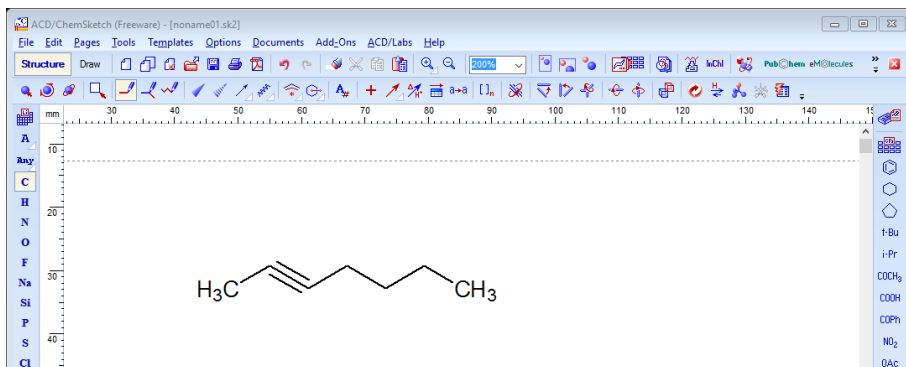 ACD/ChemSketch (Freeware) - [noname01.sk2]
File Edit Pages Tools Templates Options Documents Add-Ons ACD/Labs Help
Structure Draw 200% InChI PubChem eMolecules »
A# + a→a []n
mm 30 40 50 60 70 80 90 100 110 120 130 140 15
A
10
Any
C
H
20
N
O
t-Bu
F
i-Pr
30
Na
COCH3
H3C CH3
Si
COOH
P
COPh
40
S
NO2
Cl
OAc